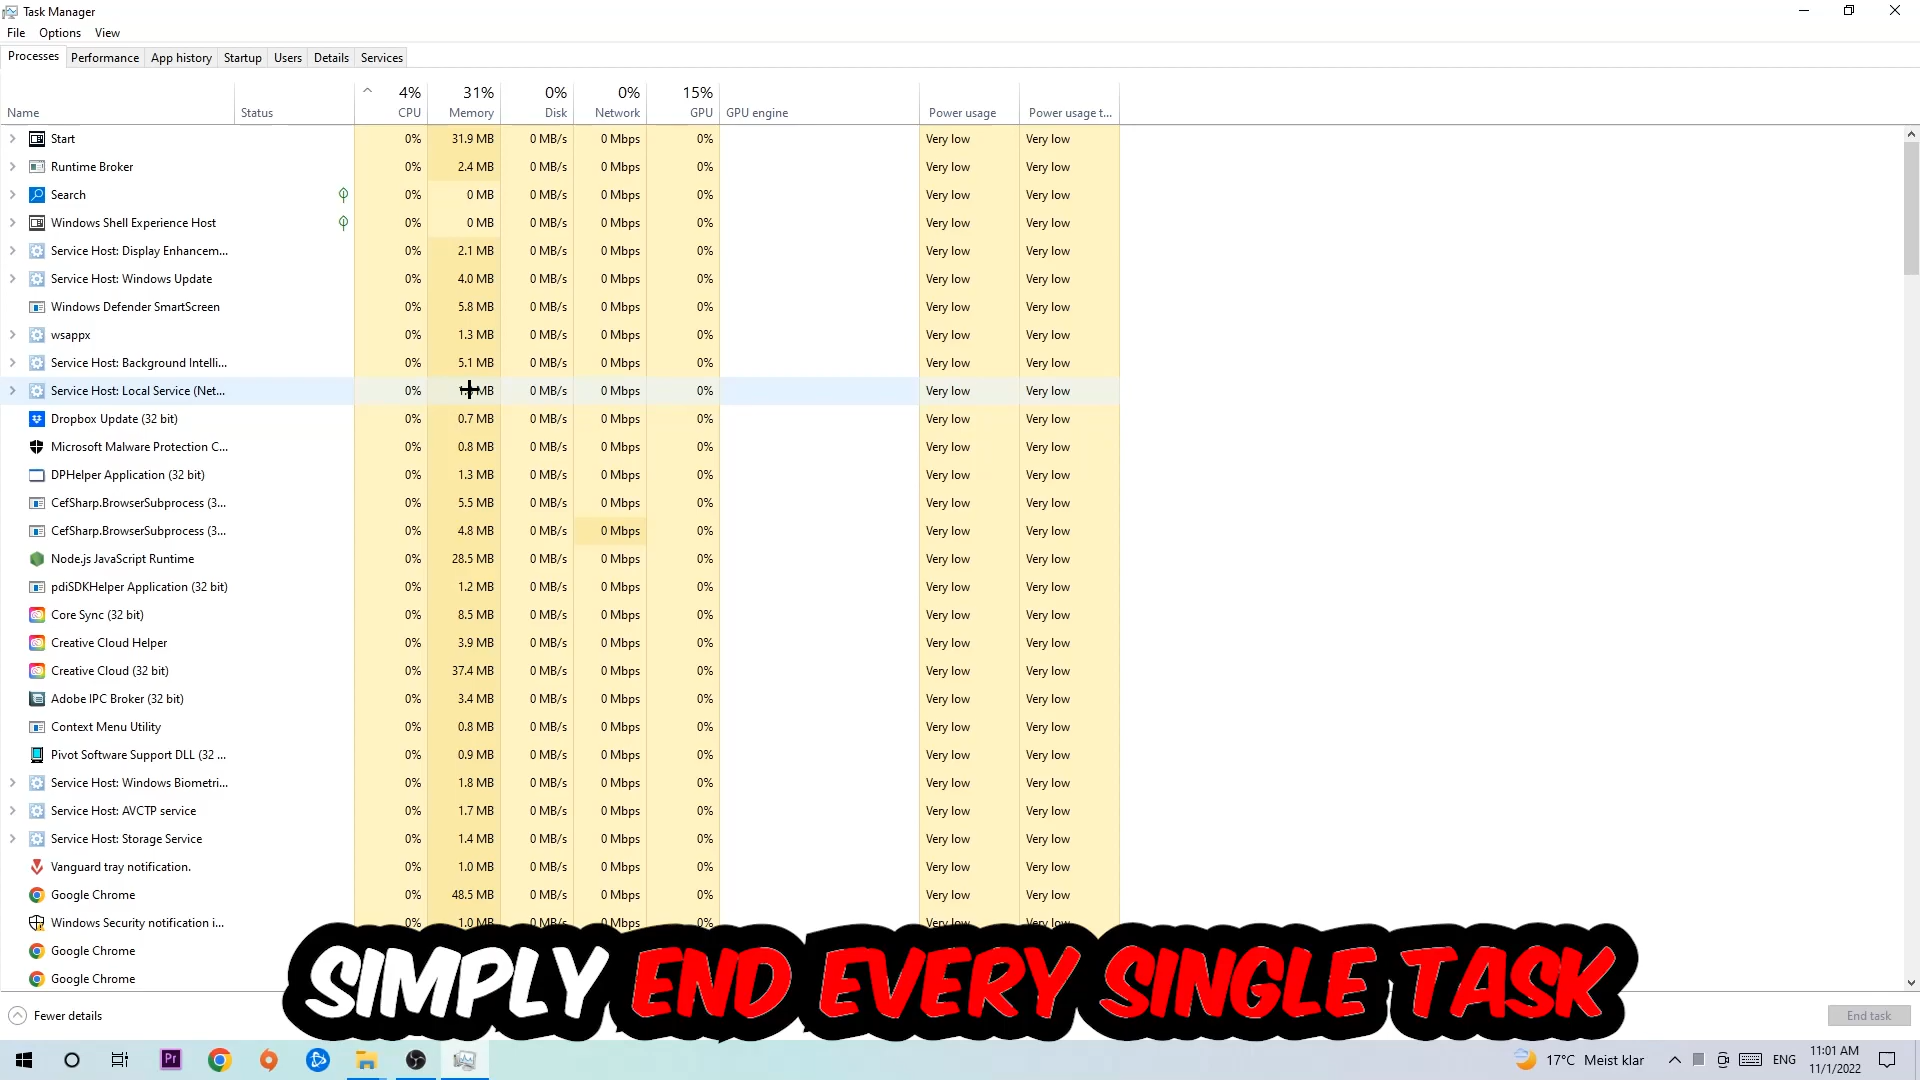 Task Manager
File Options View
Processes Performance App history Startup Users Details Services
4% 31% 0% 0% 15%
Name Status CPU Memory Disk Network GPU GPU engine Power usage Power usage t...
Start 0% 31.9 MB 0 MB/s 0 Mbps 0% Very low Very low
Runtime Broker 0% 2.4 MB 0 MB/s 0 Mbps 0% Very low Very low
Search 0% 0 MB 0 MB/s 0 Mbps 0% Very low Very low
Windows Shell Experience Host 0% 0 MB 0 MB/s 0 Mbps 0% Very low Very low
Service Host: Display Enhancem... 0% 2.1 MB 0 MB/s 0 Mbps 0% Very low Very low
Service Host: Windows Update 0% 4.0 MB 0 MB/s 0 Mbps 0% Very low Very low
Windows Defender SmartScreen 0% 5.8 MB 0 MB/s 0 Mbps 0% Very low Very low
wsappx 0% 1.3 MB 0 MB/s 0 Mbps 0% Very low Very low
Service Host: Background Intelli... 0% 5.1 MB 0 MB/s 0 Mbps 0% Very low Very low
Service Host: Local Service (Net... 0% MB 0 MB/s 0 Mbps 0% Very low Very low
Dropbox Update (32 bit) 0% 0.7 MB 0 MB/s 0 Mbps 0% Very low Very low
Microsoft Malware Protection C... 0% 0.8 MB 0 MB/s 0 Mbps 0% Very low Very low
DPHelper Application (32 bit) 0% 1.3 MB 0 MB/s 0 Mbps 0% Very low Very low
CefSharp.BrowserSubprocess (3... 0% 5.5 MB 0 MB/s 0 Mbps 0% Very low Very low
CefSharp.BrowserSubprocess (3... 0% 4.8 MB 0 MB/s 0 Mbps 0% Very low Very low
Node.js JavaScript Runtime 0% 28.5 MB 0 MB/s 0 Mbps 0% Very low Very low
pdiSDKHelper Application (32 bit) 0% 1.2 MB 0 MB/s 0 Mbps 0% Very low Very low
Core Sync (32 bit) 0% 8.5 MB 0 MB/s 0 Mbps 0% Very low Very low
Creative Cloud Helper 0% 3.9 MB 0 MB/s 0 Mbps 0% Very low Very low
Creative Cloud (32 bit) 0% 37.4 MB 0 MB/s 0 Mbps 0% Very low Very low
Adobe IPC Broker (32 bit) 0% 3.4 MB 0 MB/s 0 Mbps 0% Very low Very low
Context Menu Utility 0% 0.8 MB 0 MB/s 0 Mbps 0% Very low Very low
Pivot Software Support DLL (32 ... 0% 0.9 MB 0 MB/s 0 Mbps 0% Very low Very low
Service Host: Windows Biometri... 0% 1.8 MB 0 MB/s 0 Mbps 0% Very low Very low
Service Host: AVCTP service 0% 1.7 MB 0 MB/s 0 Mbps 0% Very low Very low
Service Host: Storage Service 0% 1.4 MB 0 MB/s 0 Mbps 0% Very low Very low
Vanguard tray notification. 0% 1.0 MB 0 MB/s 0 Mbps 0% Very low Very low
Google Chrome 0% 48.5 MB 0 MB/s 0 Mbps 0% Very low Very low
Windows Security notification i... 0% 1.0 MB 0 MB/s 0 Mbps 0% Very low Very low
Google Chrome
Google Chrome
SIMPLY END EVERY SINGLE TASK
Fewer details End task
Pr 17°C Meist klar ENG 11:01 AM
11/1/2022